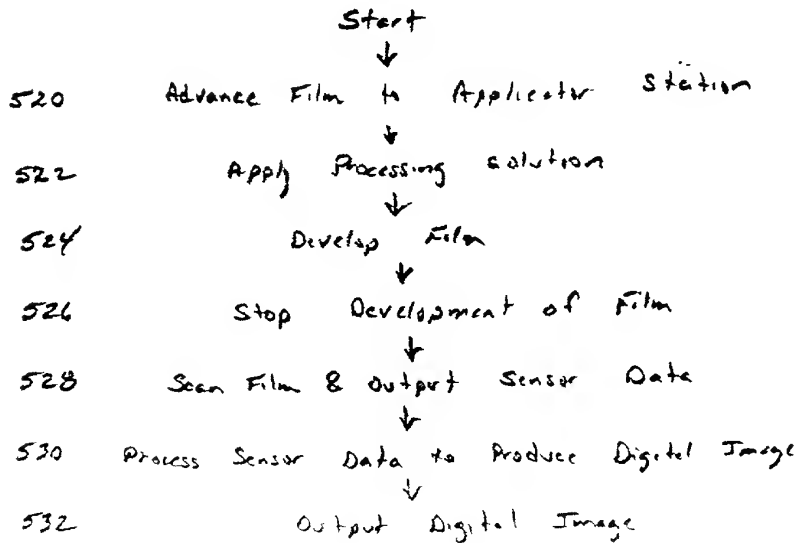 Start
520 Advance Film to Applicator Station
522 Apply Processing solution
524 Develop Film
526 Stop Development of Film
528 Scan Film & Output Sensor Data
530 Process Sensor Data to Produce Digital Image
532 Output Digital Image